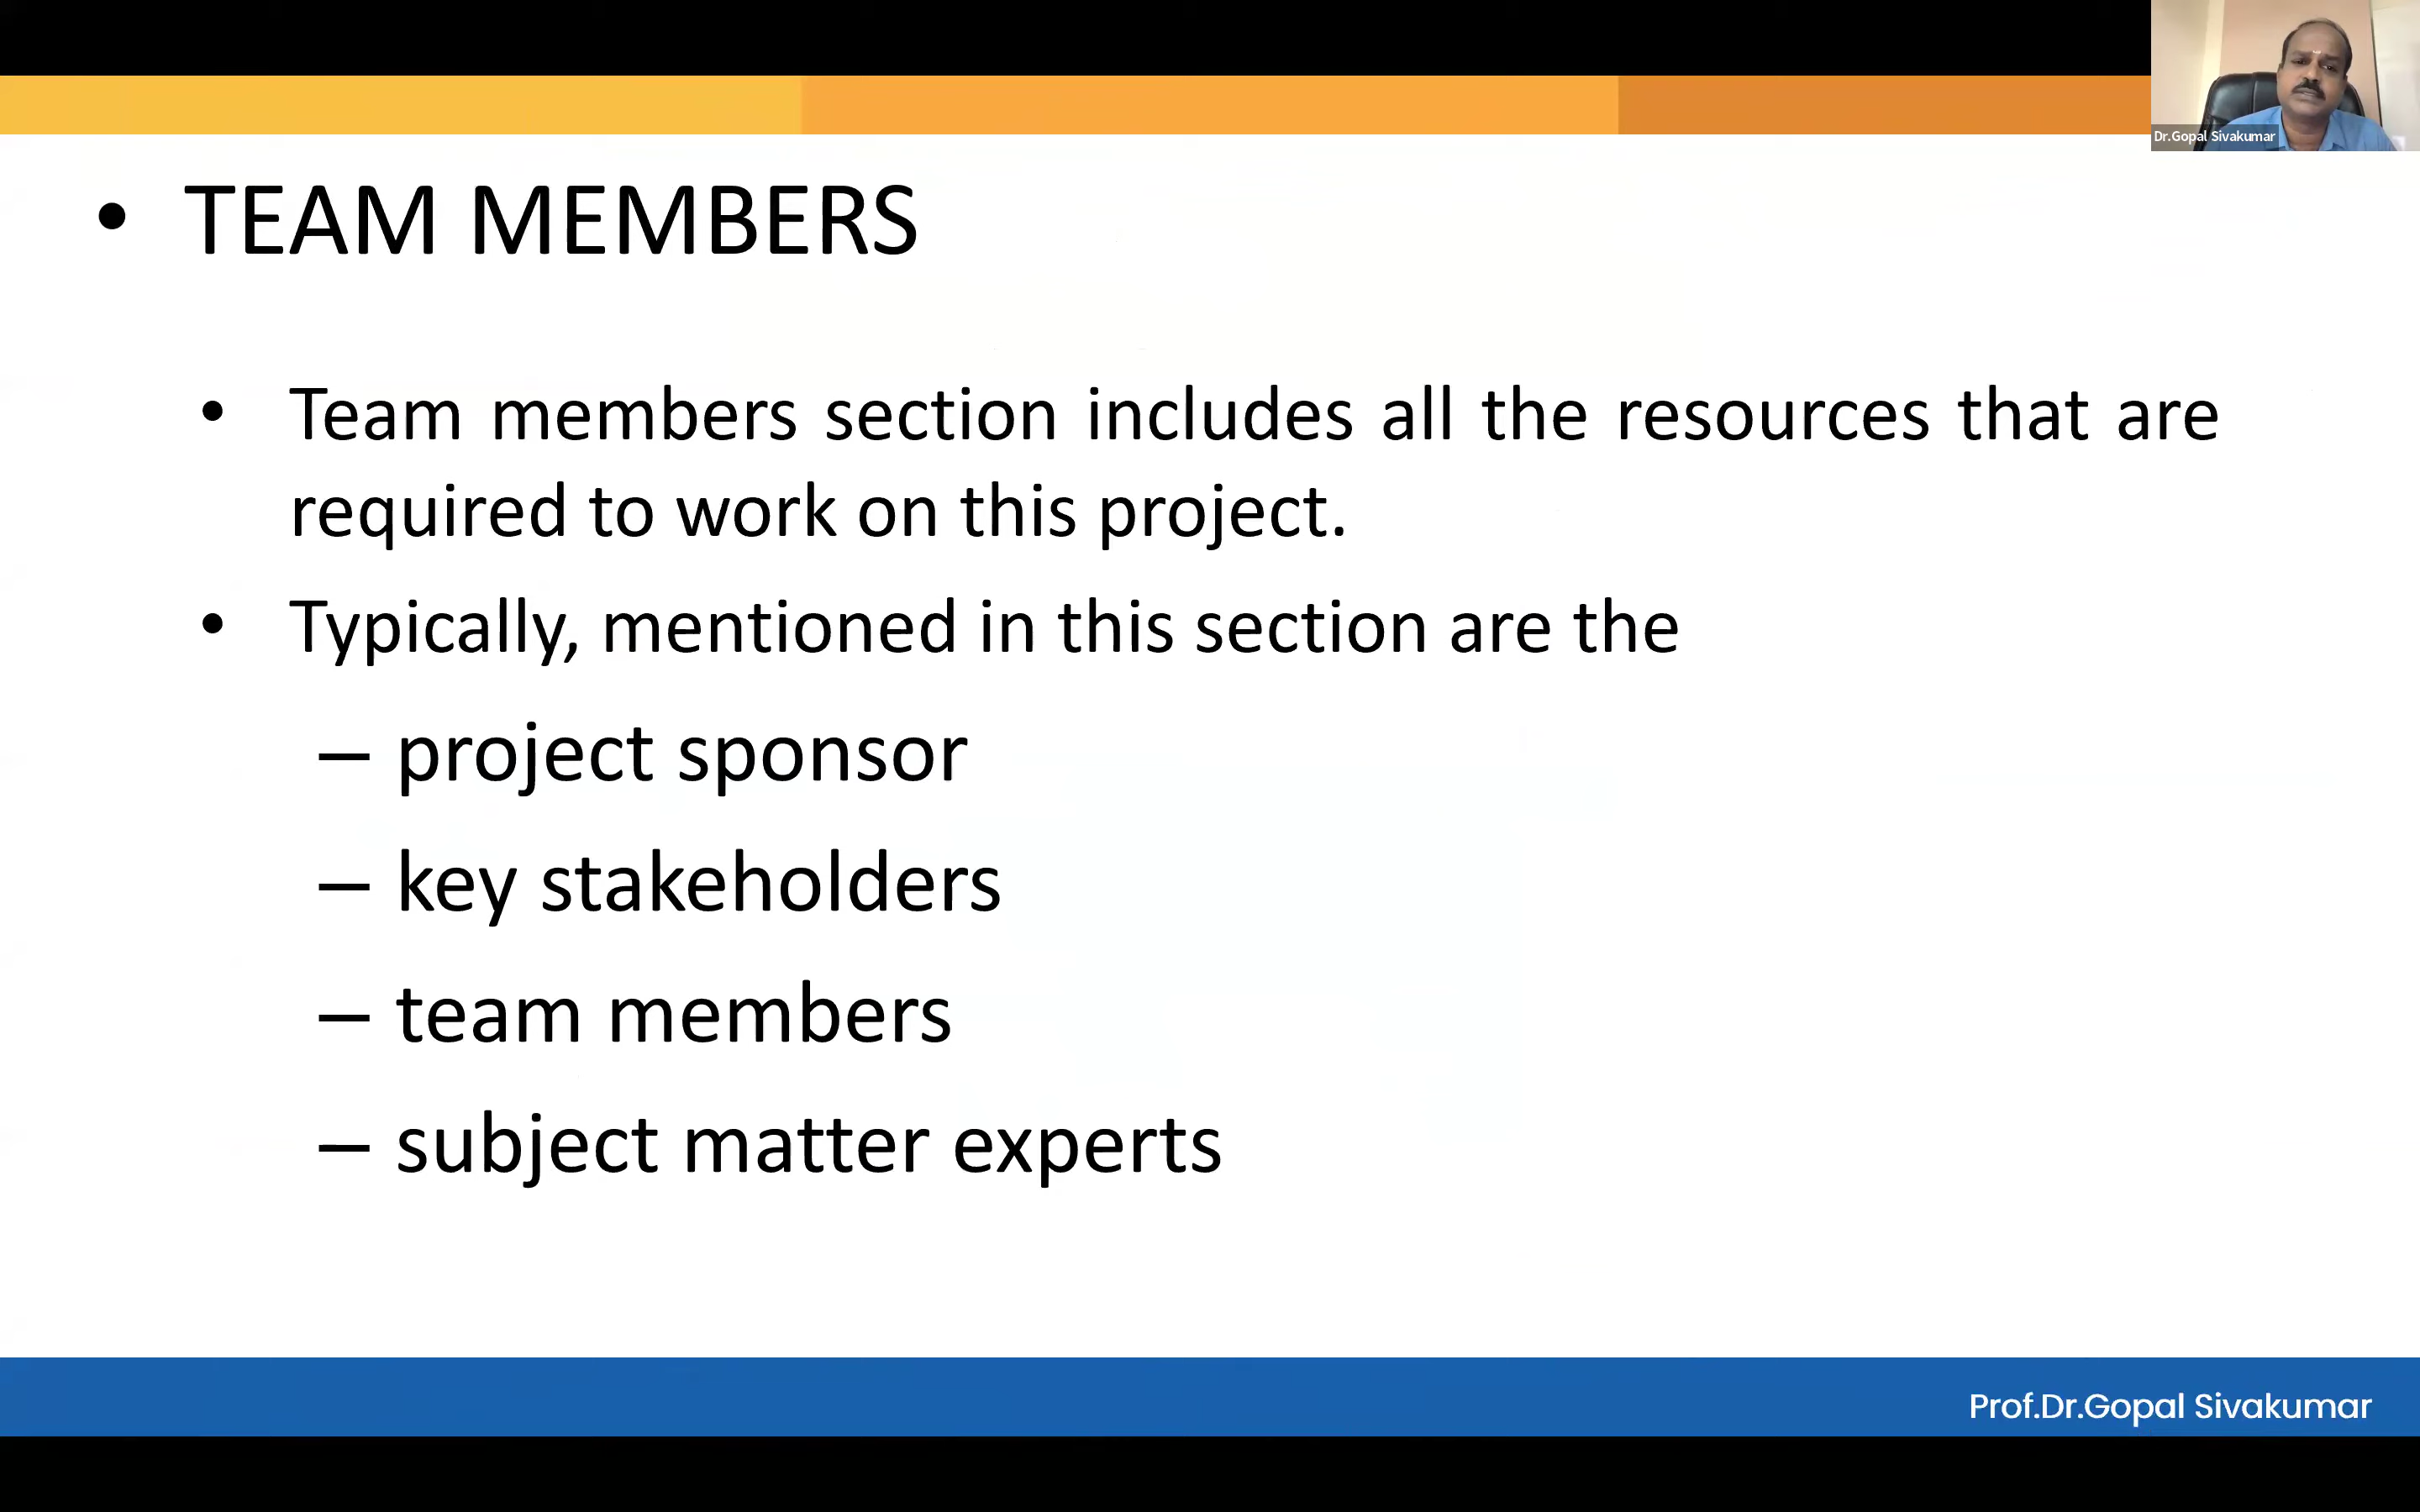 Dr.Gopal Sivakumar
• TEAM MEMBERS
• Team members section includes all the resources that are
required to work on this project.
• Typically, mentioned in this section are the
– project sponsor
– key stakeholders
– team members
– subject matter experts
Prof.Dr.Gopal Sivakumar